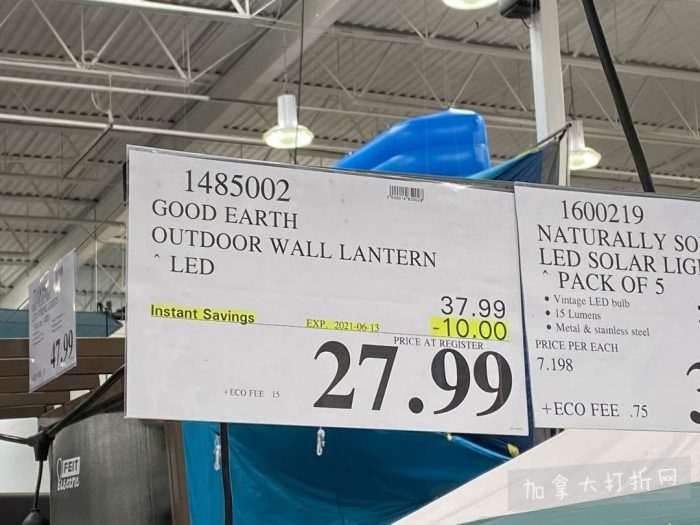 1485002
GOOD EARTH
OUTDOOR WALL LANTERN
^ LED
37.99
Instant Savings
EXP. 2021-06-13
-10.00
PRICE AT REGISTER
27.99
+ECO FEE 15
1600219
NATURALLY SO
LED SOLAR LIG
^ PACK OF 5
• Vintage LED bulb
• 15 Lumens
• Metal & stainless steel
PRICE PER EACH
7.198
+ECO FEE .75
47.99
FEIT
Electric
加拿大打折网